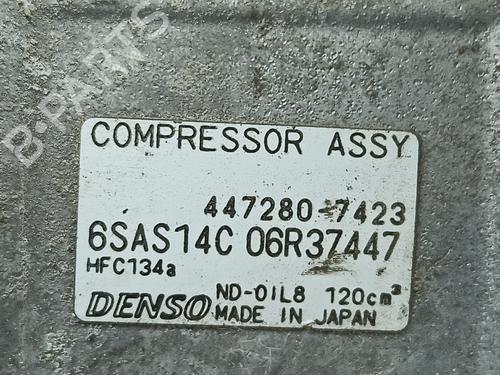 B-PARTS
COMPRESSOR ASSY
447280-7423
6SAS14C 06R37447
HFC134a
DENSO ND-OIL8 120cm³
MADE IN JAPAN